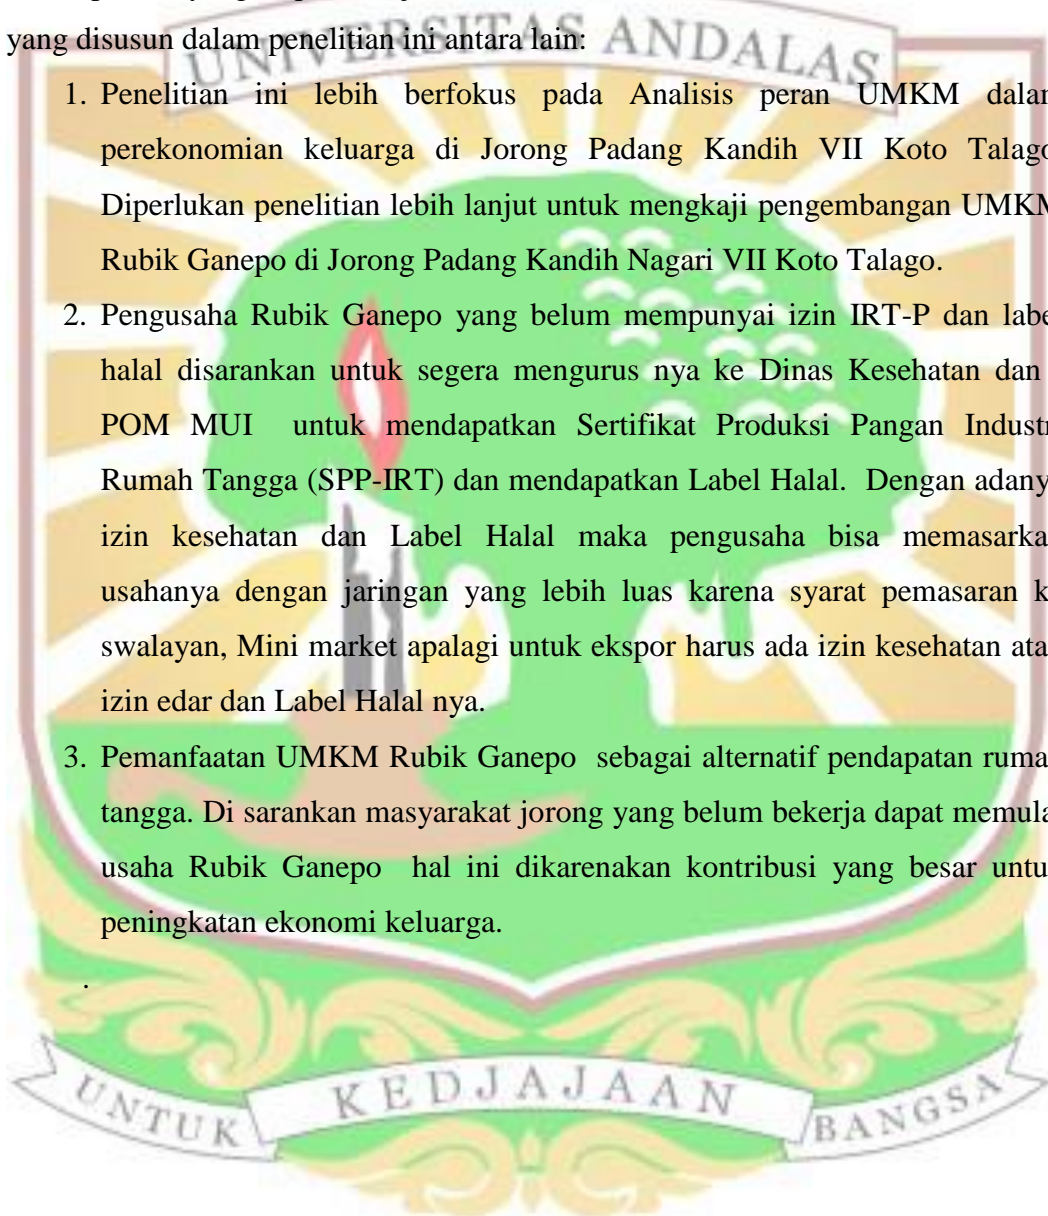 UNIVERSITAS ANDALAS
yang disusun dalam penelitian ini antara lain:
1. Penelitian ini lebih berfokus pada Analisis peran UMKM dalam
perekonomian keluarga di Jorong Padang Kandih VII Koto Talago
Diperlukan penelitian lebih lanjut untuk mengkaji pengembangan UMKM
Rubik Ganepo di Jorong Padang Kandih Nagari VII Koto Talago.
2. Pengusaha Rubik Ganepo yang belum mempunyai izin IRT-P dan labe
halal disarankan untuk segera mengurus nya ke Dinas Kesehatan dan
POM MUI untuk mendapatkan Sertifikat Produksi Pangan Industr
Rumah Tangga (SPP-IRT) dan mendapatkan Label Halal. Dengan adany
izin kesehatan dan Label Halal maka pengusaha bisa memasarka
usahanya dengan jaringan yang lebih luas karena syarat pemasaran k
swalayan, Mini market apalagi untuk ekspor harus ada izin kesehatan ata
izin edar dan Label Halal nya.
3. Pemanfaatan UMKM Rubik Ganepo sebagai alternatif pendapatan ruma
tangga. Di sarankan masyarakat jorong yang belum bekerja dapat memula
usaha Rubik Ganepo hal ini dikarenakan kontribusi yang besar untu
peningkatan ekonomi keluarga.
.
UNTUK KEDJAJAAN BANGSA